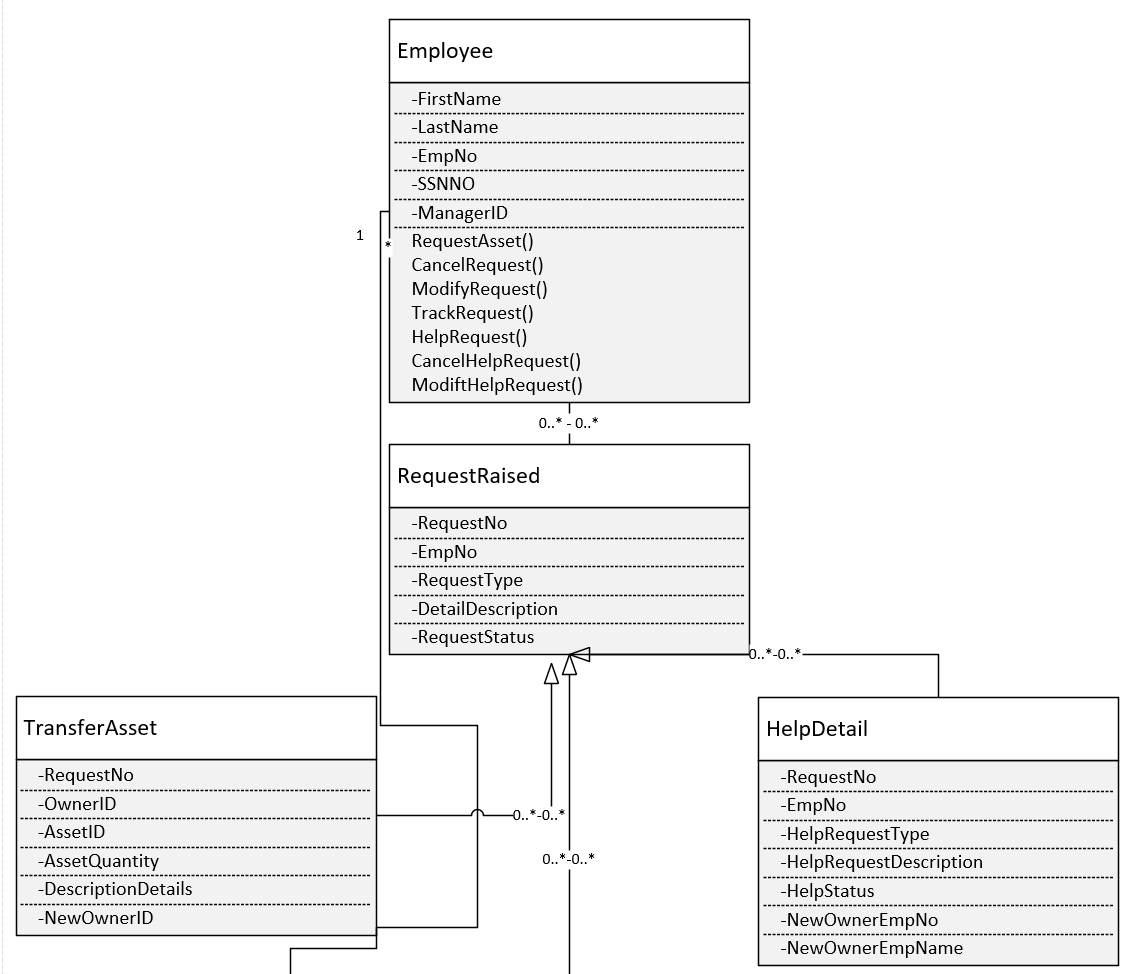 Employee
-FirstName
-LastName
-EmpNo
-SSNNO
-ManagerID
1
*
RequestAsset()
CancelRequest()
ModifyRequest()
TrackRequest()
HelpRequest()
CancelHelpRequest()
ModiftHelpRequest()
0..* - 0..*
RequestRaised
-RequestNo
-EmpNo
-RequestType
-DetailDescription
-RequestStatus
0..*-0..*
TransferAsset
-RequestNo
-OwnerID
-AssetID
-AssetQuantity
-DescriptionDetails
-NewOwnerID
0..*-0..*
0..*-0..*
HelpDetail
-RequestNo
-EmpNo
-HelpRequestType
-HelpRequestDescription
-HelpStatus
-NewOwnerEmpNo
-NewOwnerEmpName